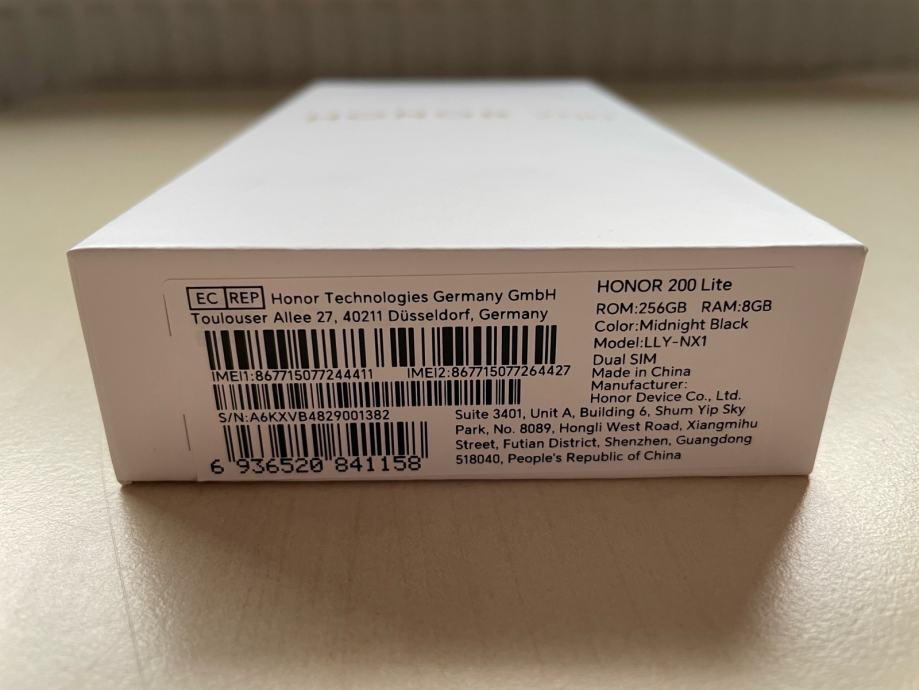 HONOR 200
EC REP Honor Technologies Germany GmbH
Toulouser Allee 27, 40211 Düsseldorf, Germany
IMEI1:867715077244411 IMEI2:867715077264427
S/N:A6KXVB4829001382
6 936520 841158
HONOR 200 Lite
ROM:256GB RAM:8GB
Color:Midnight Black
Model:LLY-NX1
Dual SIM
Made in China
Manufacturer:
Honor Device Co., Ltd.
Suite 3401, Unit A, Building 6, Shum Yip Sky
Park, No. 8089, Hongli West Road, Xiangmihu
Street, Futian District, Shenzhen, Guangdong
518040, People's Republic of China